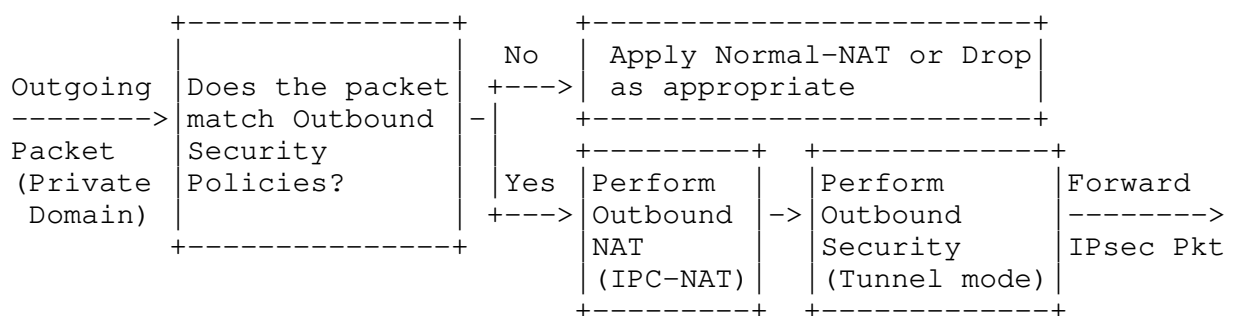 No Apply Normal-NAT or Drop
Outgoing Does the packet as appropriate
match Outbound
Packet Security
(Private Policies? Yes Perform Perform Forward
Domain) Outbound Outbound
NAT Security IPsec Pkt
(IPC-NAT) (Tunnel mode)